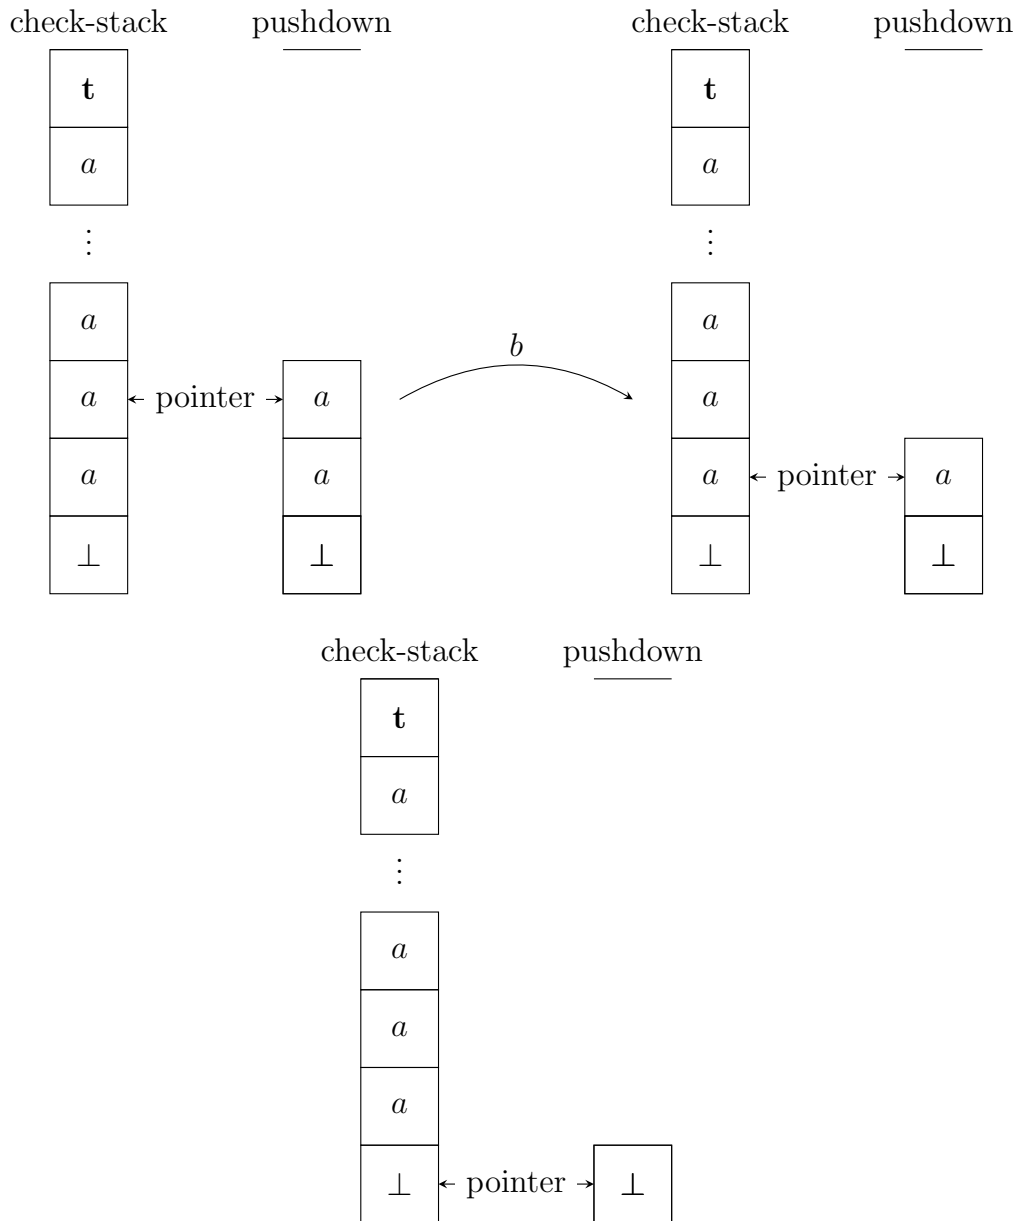 check-stack pushdown check-stack pushdown
t t
a a
⋮ ⋮
a a
b
a pointer a a
a a a pointer a
⊥ ⊥ ⊥ ⊥
check-stack pushdown
t
a
⋮
a
a
a
⊥ pointer ⊥